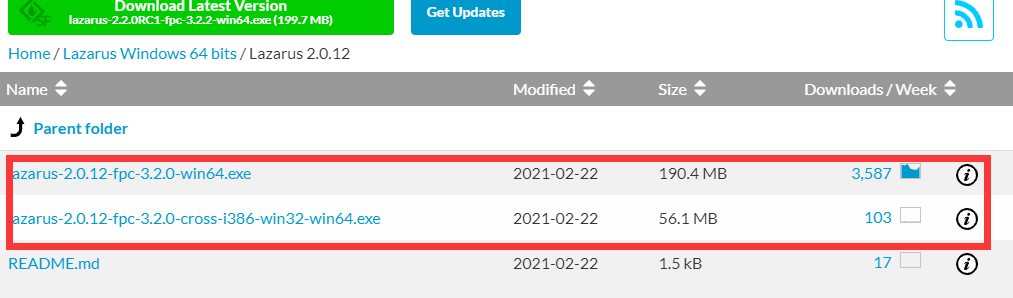 Download Latest Version
lazarus-2.2.0RC1-fpc-3.2.2-win64.exe (199.7 MB)
Get Updates
Home / Lazarus Windows 64 bits / Lazarus 2.0.12
Name Modified Size Downloads / Week
Parent folder
lazarus-2.0.12-fpc-3.2.0-win64.exe 2021-02-22 190.4 MB 3,587
lazarus-2.0.12-fpc-3.2.0-cross-i386-win32-win64.exe 2021-02-22 56.1 MB 103
README.md 2021-02-22 1.5 kB 17